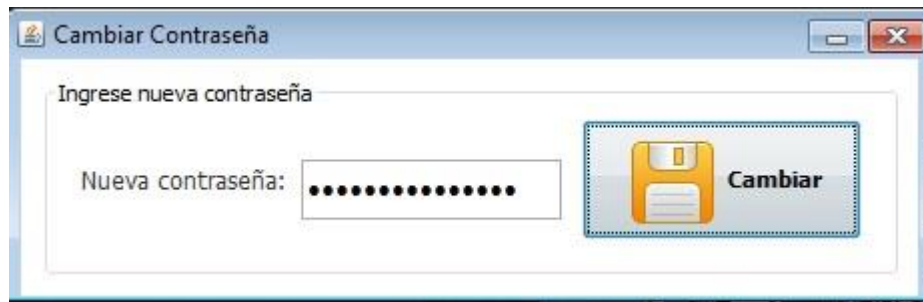 Cambiar Contraseña
Ingrese nueva contraseña
Nueva contraseña: ••••••••••••••• Cambiar